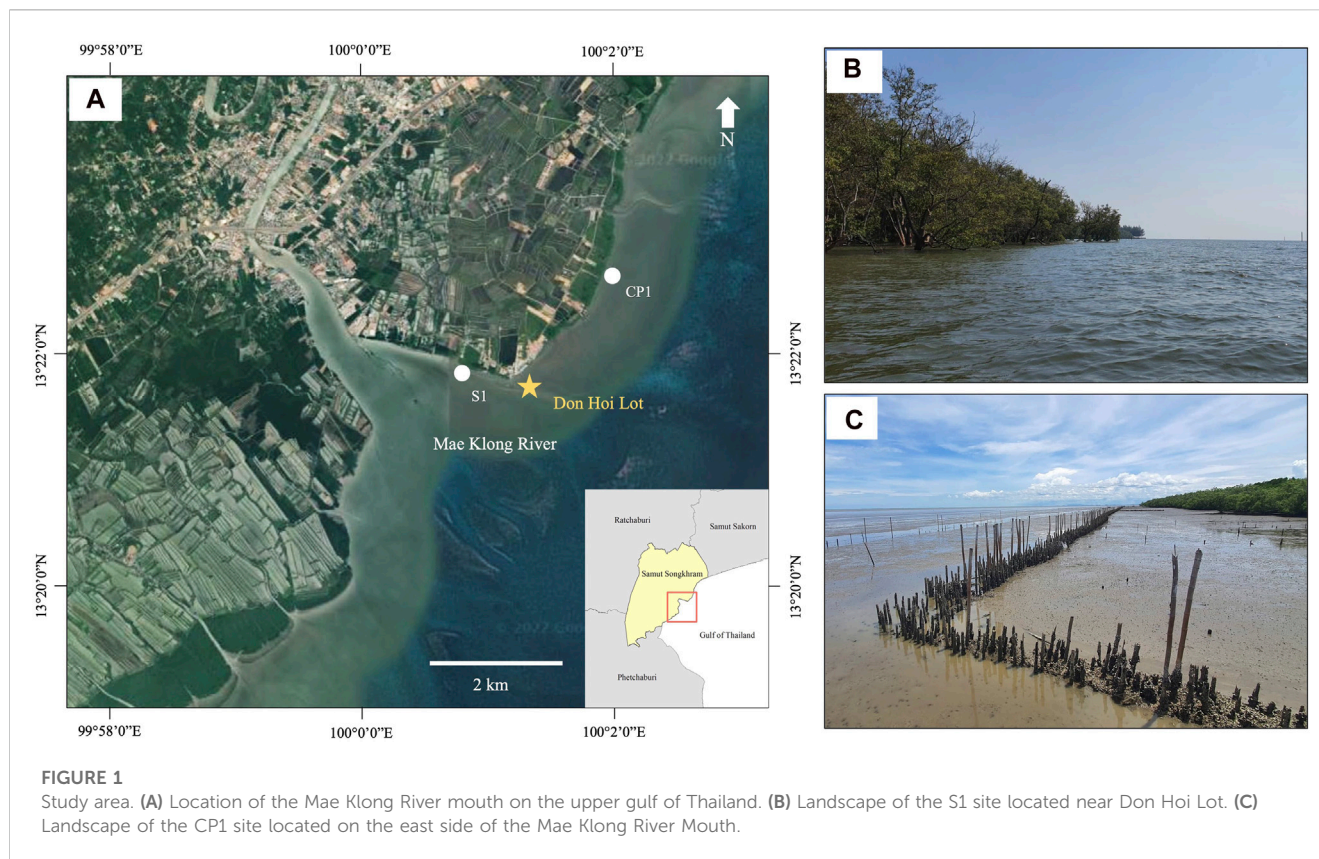 99°58’0”E
100°0’0”E
100°2’0”E
A
N
2022 Google
CP1
13°22’0”N
13°22’0”N
S1
Don Hoi Lot
Mae Klong River
13°20’0”N
13°20’0”N
© 2022 Google
2 km
Ratchaburi
Samut Sakorn
Samut Songkhram
Gulf of Thailand
Phetchaburi
99°58’0”E
100°0’0”E
100°2’0”E
B
C
FIGURE 1
Study area. (A) Location of the Mae Klong River mouth on the upper gulf of Thailand. (B) Landscape of the S1 site located near Don Hoi Lot. (C)
Landscape of the CP1 site located on the east side of the Mae Klong River Mouth.